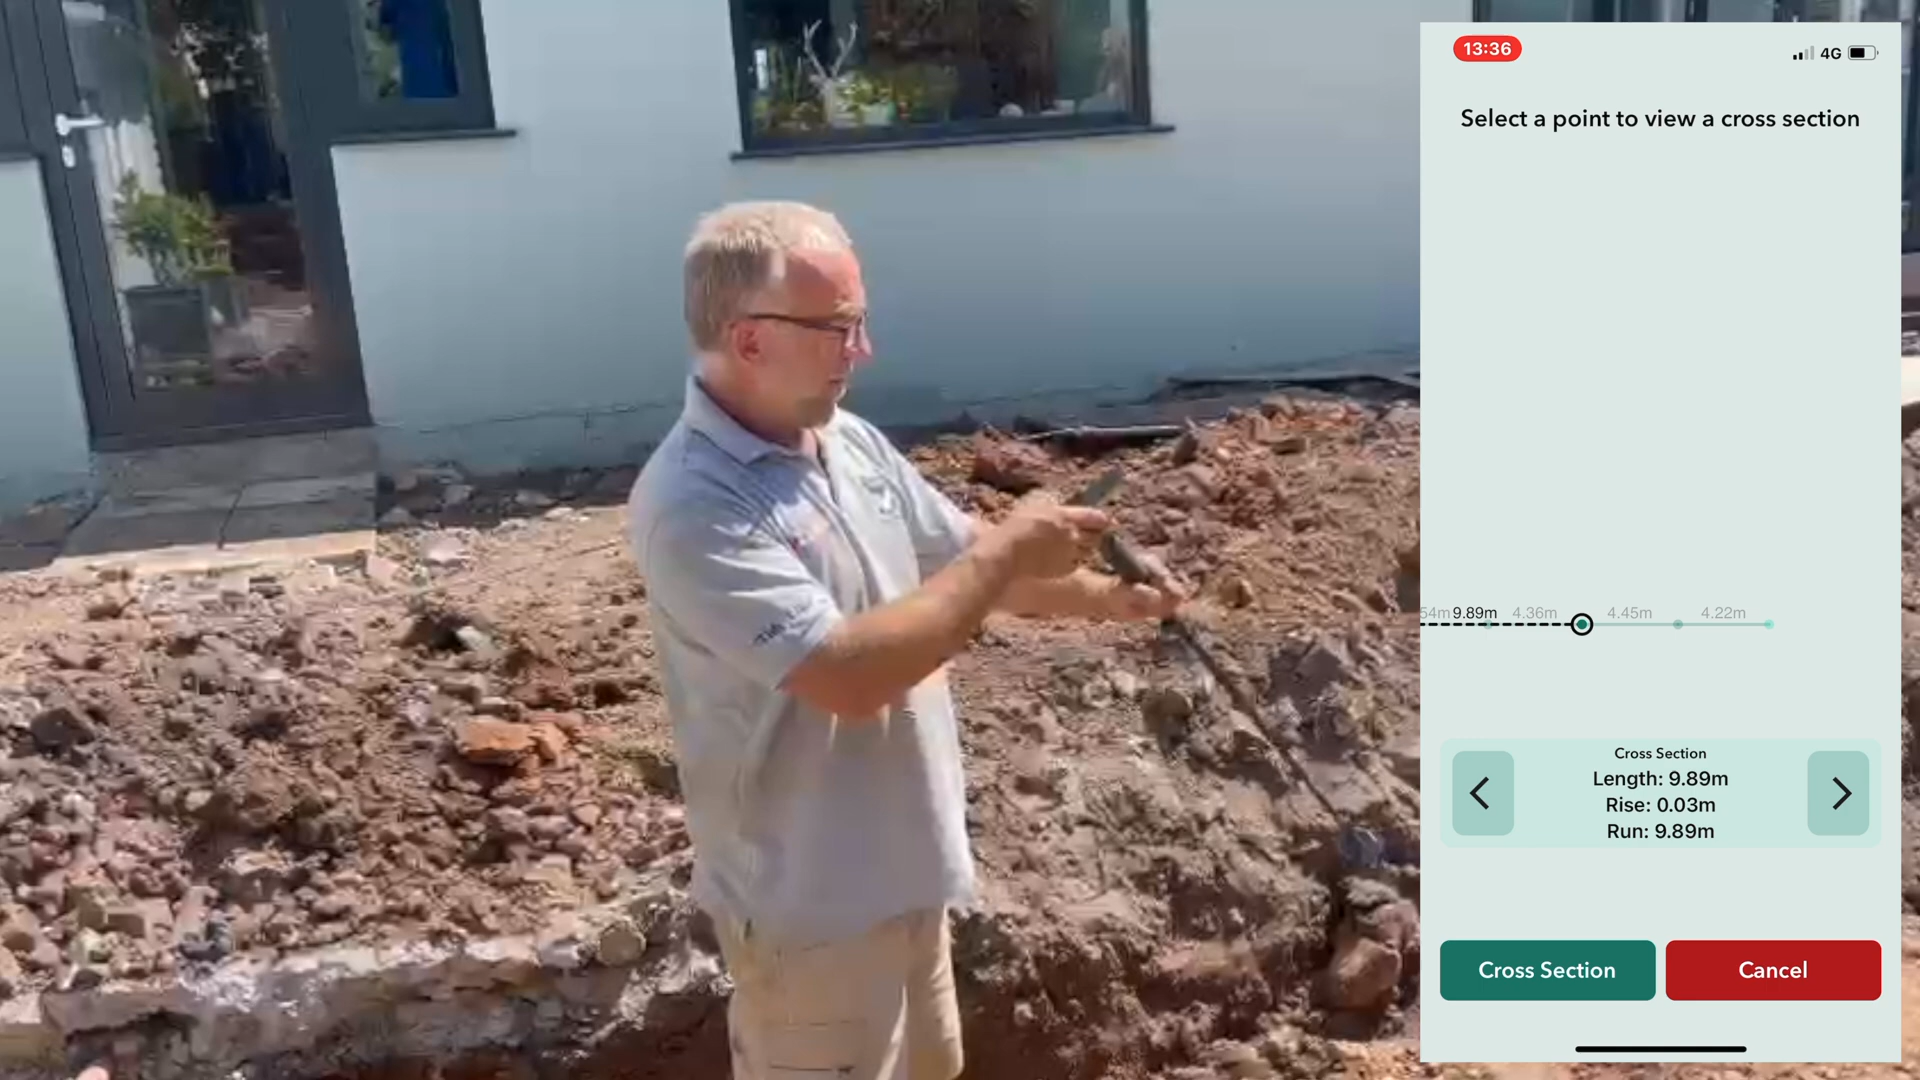 13:36
4G
Select a point to view a cross section
54m 9.89m 4.36m 4.45m 4.22m
Cross Section
Length: 9.89m
Rise: 0.03m
Run: 9.89m
Cross Section
Cancel